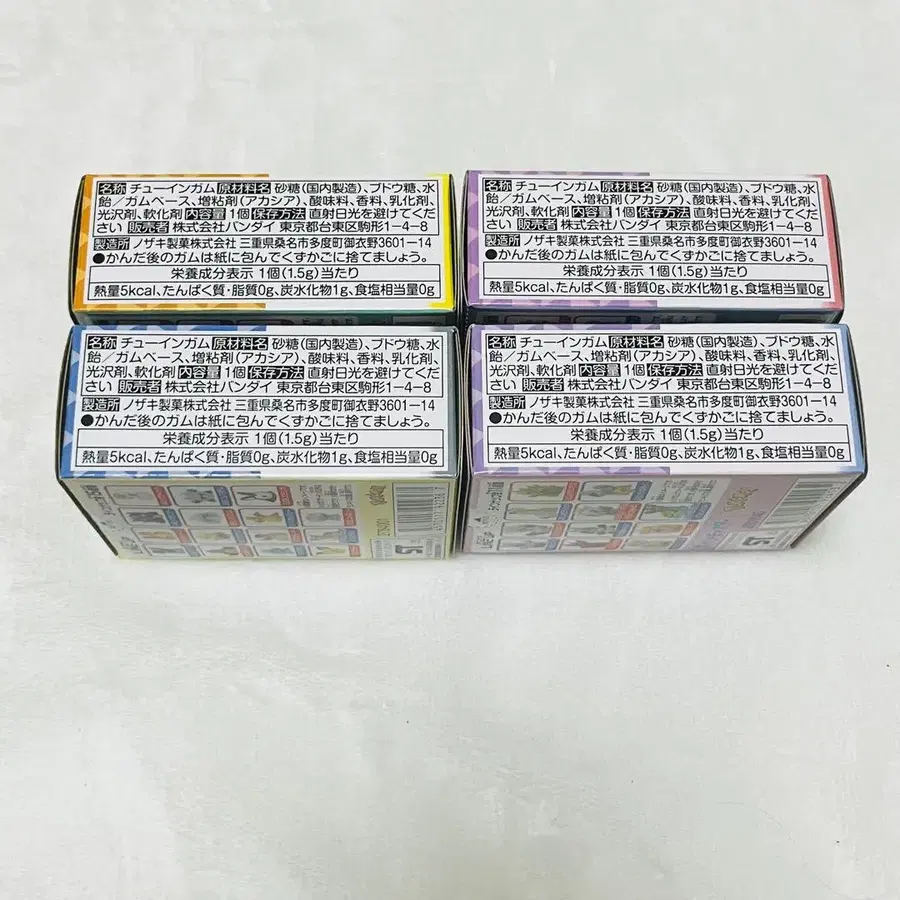 名称 チューインガム 原材料名 砂糖(国内製造)、ブドウ糖、水
飴/ガムベース、増粘剤(アカシア)、酸味料、香料、乳化剤、
光沢剤、軟化剤 内容量 1個 保存方法 直射日光を避けてくだ
さい 販売者 株式会社バンダイ 東京都台東区駒形1-4-8
製造所 ノザキ製菓株式会社 三重県桑名市多度町御衣野3601-14
●かんだ後のガムは紙に包んでくずかごに捨てましょう。
栄養成分表示 1個(1.5g)当たり
熱量5kcal、たんぱく質・脂質0g、炭水化物1g、食塩相当量0g
名称 チューインガム 原材料名 砂糖(国内製造)、ブドウ糖、水
飴/ガムベース、増粘剤(アカシア)、酸味料、香料、乳化剤、
光沢剤、軟化剤 内容量 1個 保存方法 直射日光を避けてくだ
さい 販売者 株式会社バンダイ 東京都台東区駒形1-4-8
製造所 ノザキ製菓株式会社 三重県桑名市多度町御衣野3601-14
●かんだ後のガムは紙に包んでくずかごに捨てましょう。
栄養成分表示 1個(1.5g)当たり
熱量5kcal、たんぱく質・脂質0g、炭水化物1g、食塩相当量0g
名称 チューインガム 原材料名 砂糖(国内製造)、ブドウ糖、水
飴/ガムベース、増粘剤(アカシア)、酸味料、香料、乳化剤、
光沢剤、軟化剤 内容量 1個 保存方法 直射日光を避けてくだ
さい 販売者 株式会社バンダイ 東京都台東区駒形1-4-8
製造所 ノザキ製菓株式会社 三重県桑名市多度町御衣野3601-14
●かんだ後のガムは紙に包んでくずかごに捨てましょう。
栄養成分表示 1個(1.5g)当たり
熱量5kcal、たんぱく質・脂質0g、炭水化物1g、食塩相当量0g
名称 チューインガム 原材料名 砂糖(国内製造)、ブドウ糖、水
飴/ガムベース、増粘剤(アカシア)、酸味料、香料、乳化剤、
光沢剤、軟化剤 内容量 1個 保存方法 直射日光を避けてくだ
さい 販売者 株式会社バンダイ 東京都台東区駒形1-4-8
製造所 ノザキ製菓株式会社 三重県桑名市多度町御衣野3601-14
●かんだ後のガムは紙に包んでくずかごに捨てましょう。
栄養成分表示 1個(1.5g)当たり
熱量5kcal、たんぱく質・脂質0g、炭水化物1g、食塩相当量0g